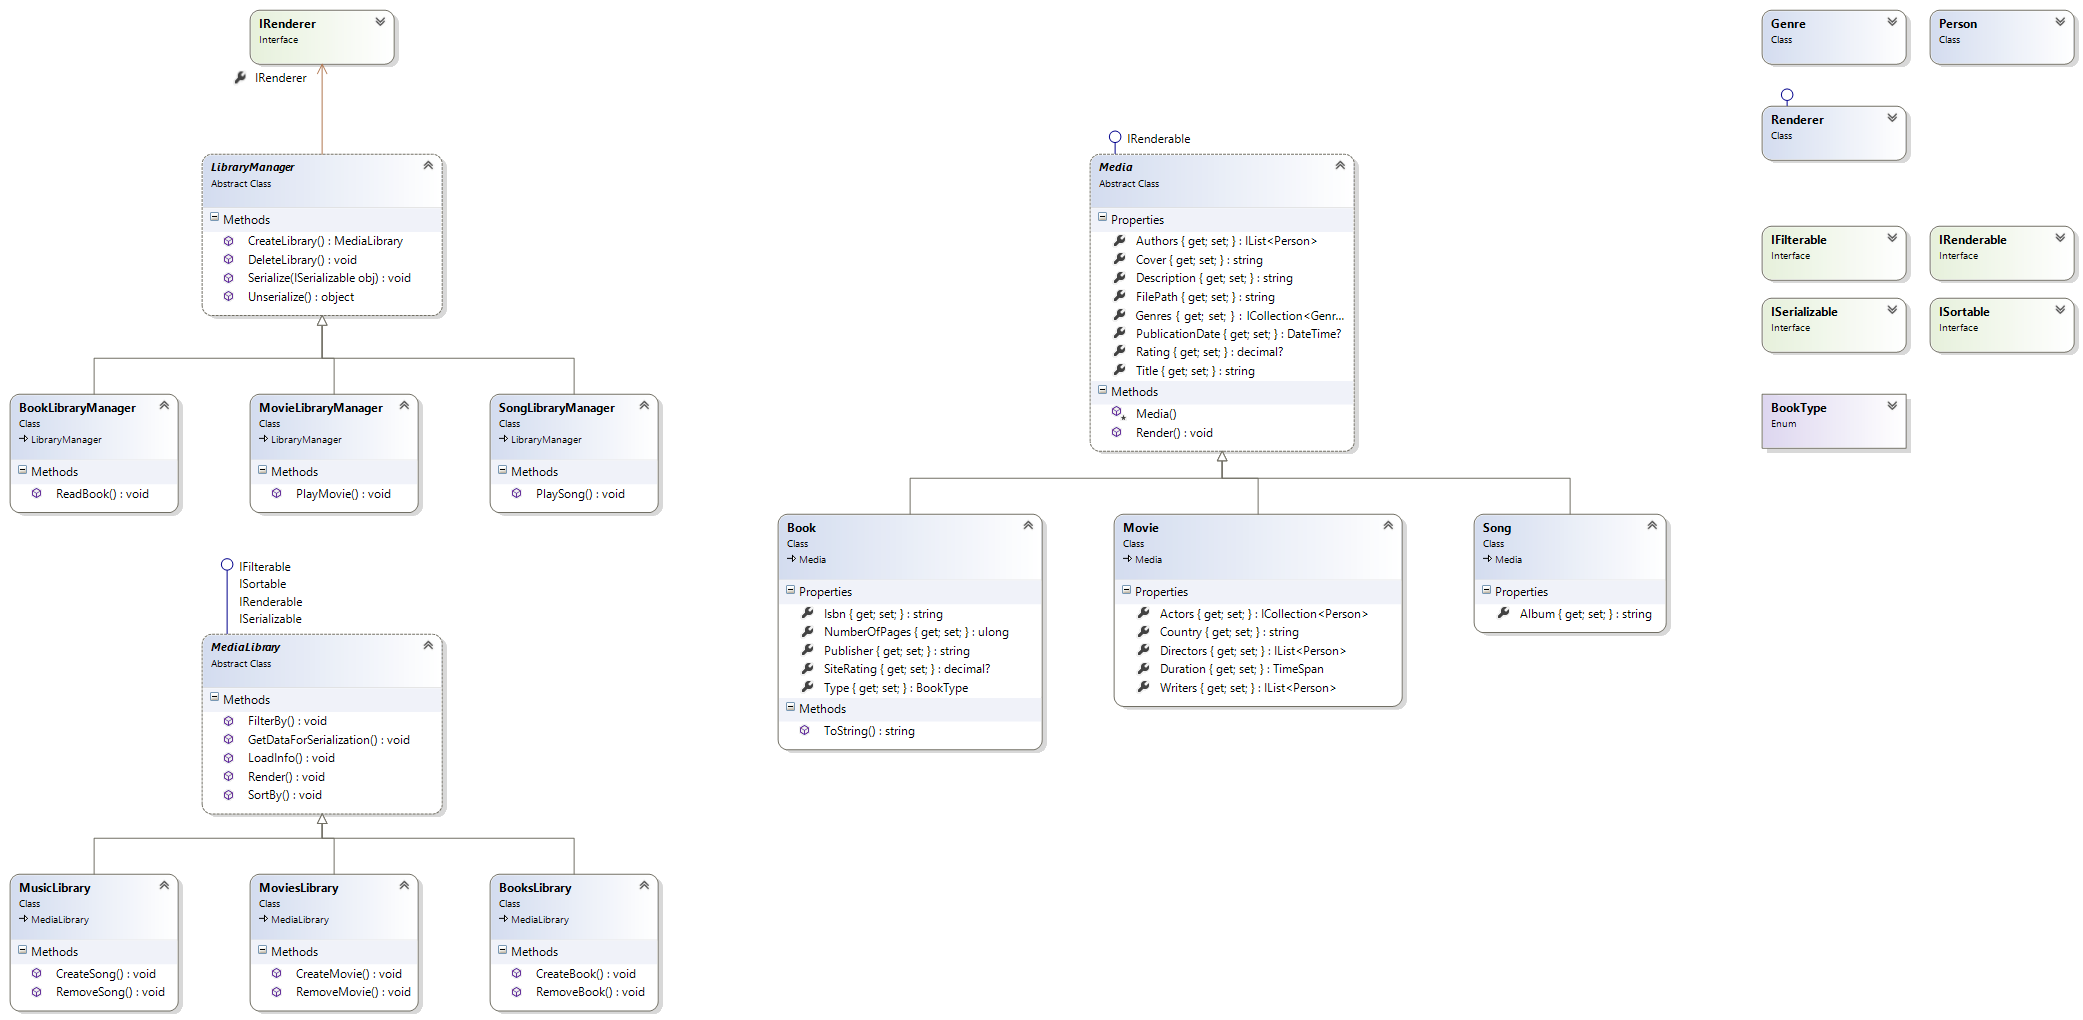 IRenderer
Interface
IRenderer
LibraryManager
Abstract Class
Methods
CreateLibrary() : MediaLibrary
DeleteLibrary() : void
Serialize(ISerializable obj) : void
Unserialize() : object
BookLibraryManager
Class
LibraryManager
Methods
ReadBook() : void
MovieLibraryManager
Class
LibraryManager
Methods
PlayMovie() : void
SongLibraryManager
Class
LibraryManager
Methods
PlaySong() : void
IFilterable
ISortable
IRenderable
ISerializable
MediaLibrary
Abstract Class
Methods
FilterBy() : void
GetDataForSerialization() : void
LoadInfo() : void
Render() : void
SortBy() : void
MusicLibrary
Class
MediaLibrary
Methods
CreateSong() : void
RemoveSong() : void
MoviesLibrary
Class
MediaLibrary
Methods
CreateMovie() : void
RemoveMovie() : void
BooksLibrary
Class
MediaLibrary
Methods
CreateBook() : void
RemoveBook() : void
IRenderable
Media
Abstract Class
Properties
Authors { get; set; } : IList<Person>
Cover { get; set; } : string
Description { get; set; } : string
FilePath { get; set; } : string
Genres { get; set; } : ICollection<Genr...
PublicationDate { get; set; } : DateTime?
Rating { get; set; } : decimal?
Title { get; set; } : string
Methods
Media()
Render() : void
Book
Class
Media
Properties
Isbn { get; set; } : string
NumberOfPages { get; set; } : ulong
Publisher { get; set; } : string
SiteRating { get; set; } : decimal?
Type { get; set; } : BookType
Methods
ToString() : string
Movie
Class
Media
Properties
Actors { get; set; } : ICollection<Person>
Country { get; set; } : string
Directors { get; set; } : IList<Person>
Duration { get; set; } : TimeSpan
Writers { get; set; } : IList<Person>
Song
Class
Media
Properties
Album { get; set; } : string
Genre
Class
Person
Class
Renderer
Class
IFilterable
Interface
IRenderable
Interface
ISerializable
Interface
ISortable
Interface
BookType
Enum